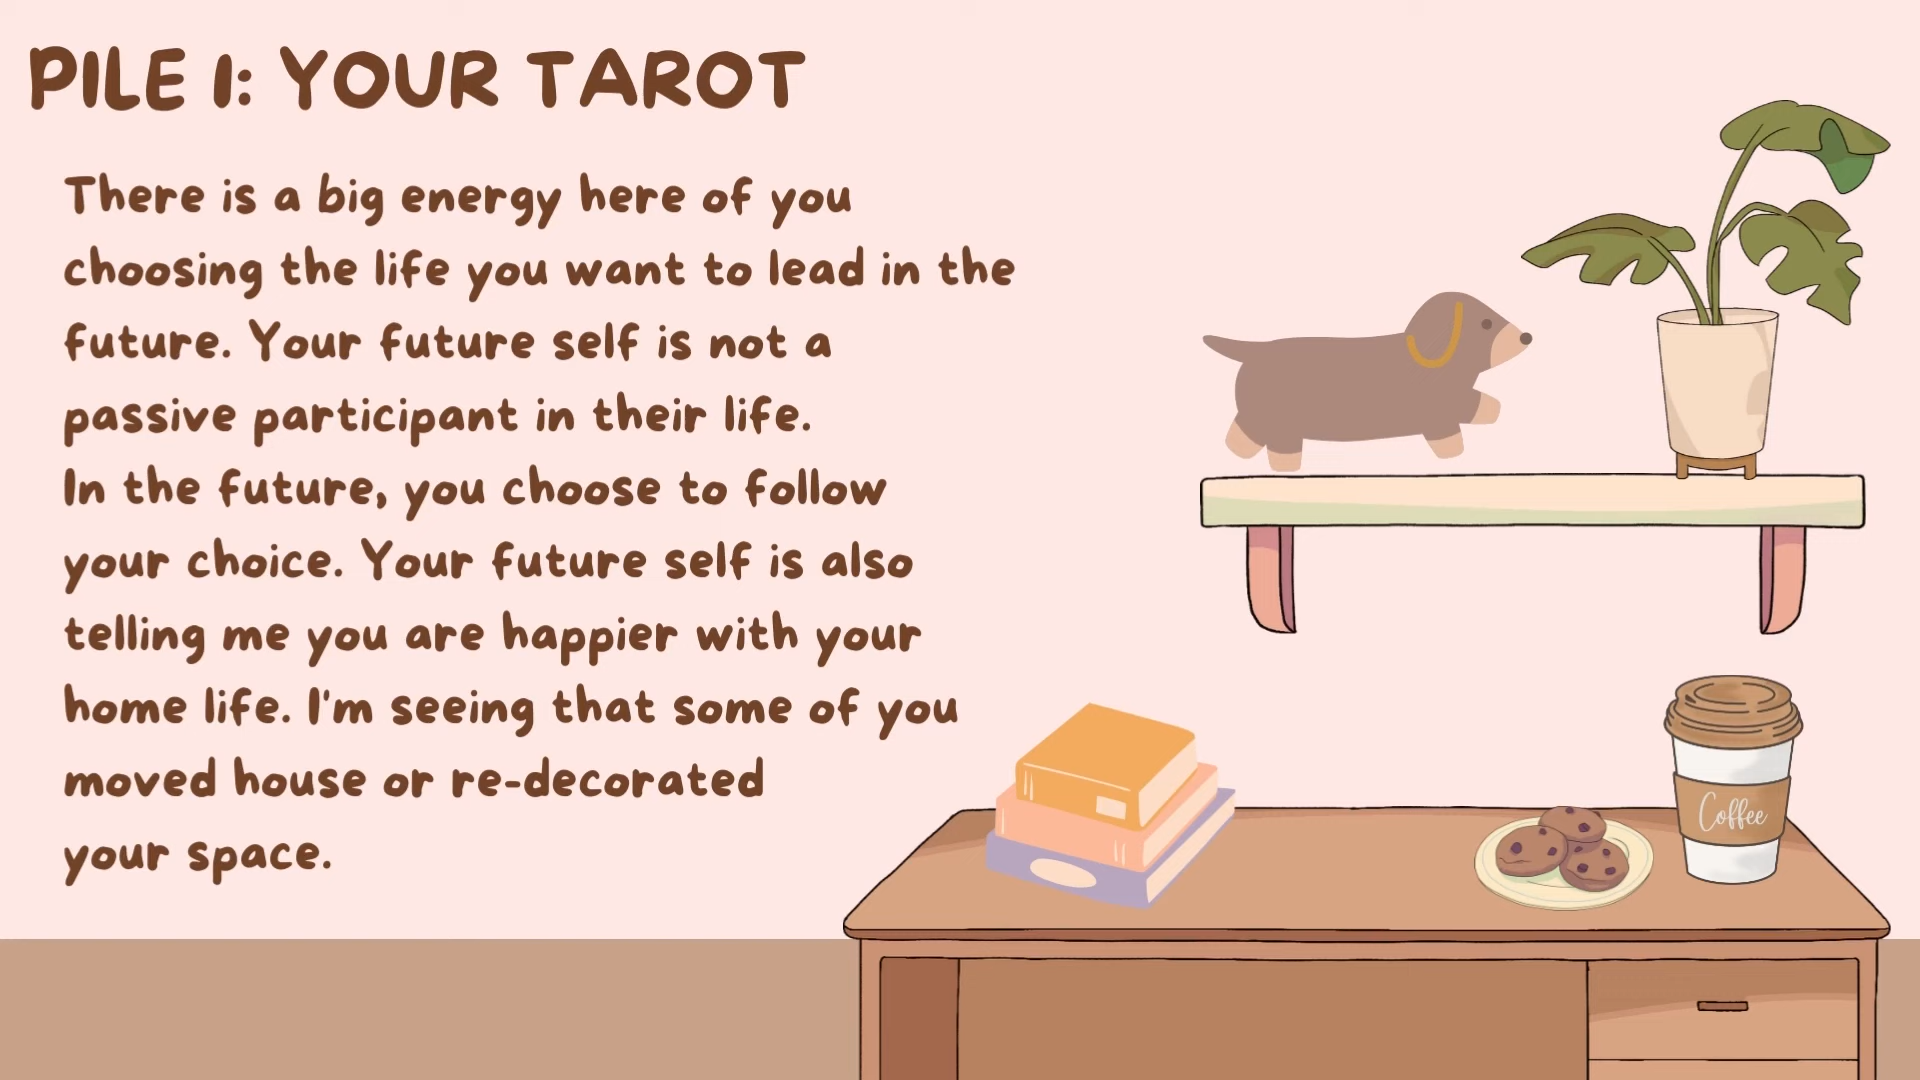 PILE 1: YOUR TAROT
There is a big energy here of you
choosing the life you want to lead in the
future. Your future self is not a
passive participant in their life.
In the future, you choose to follow
your choice. Your future self is also
telling me you are happier with your
home life. I'm seeing that some of you
moved house or re-decorated
your space.
Coffee